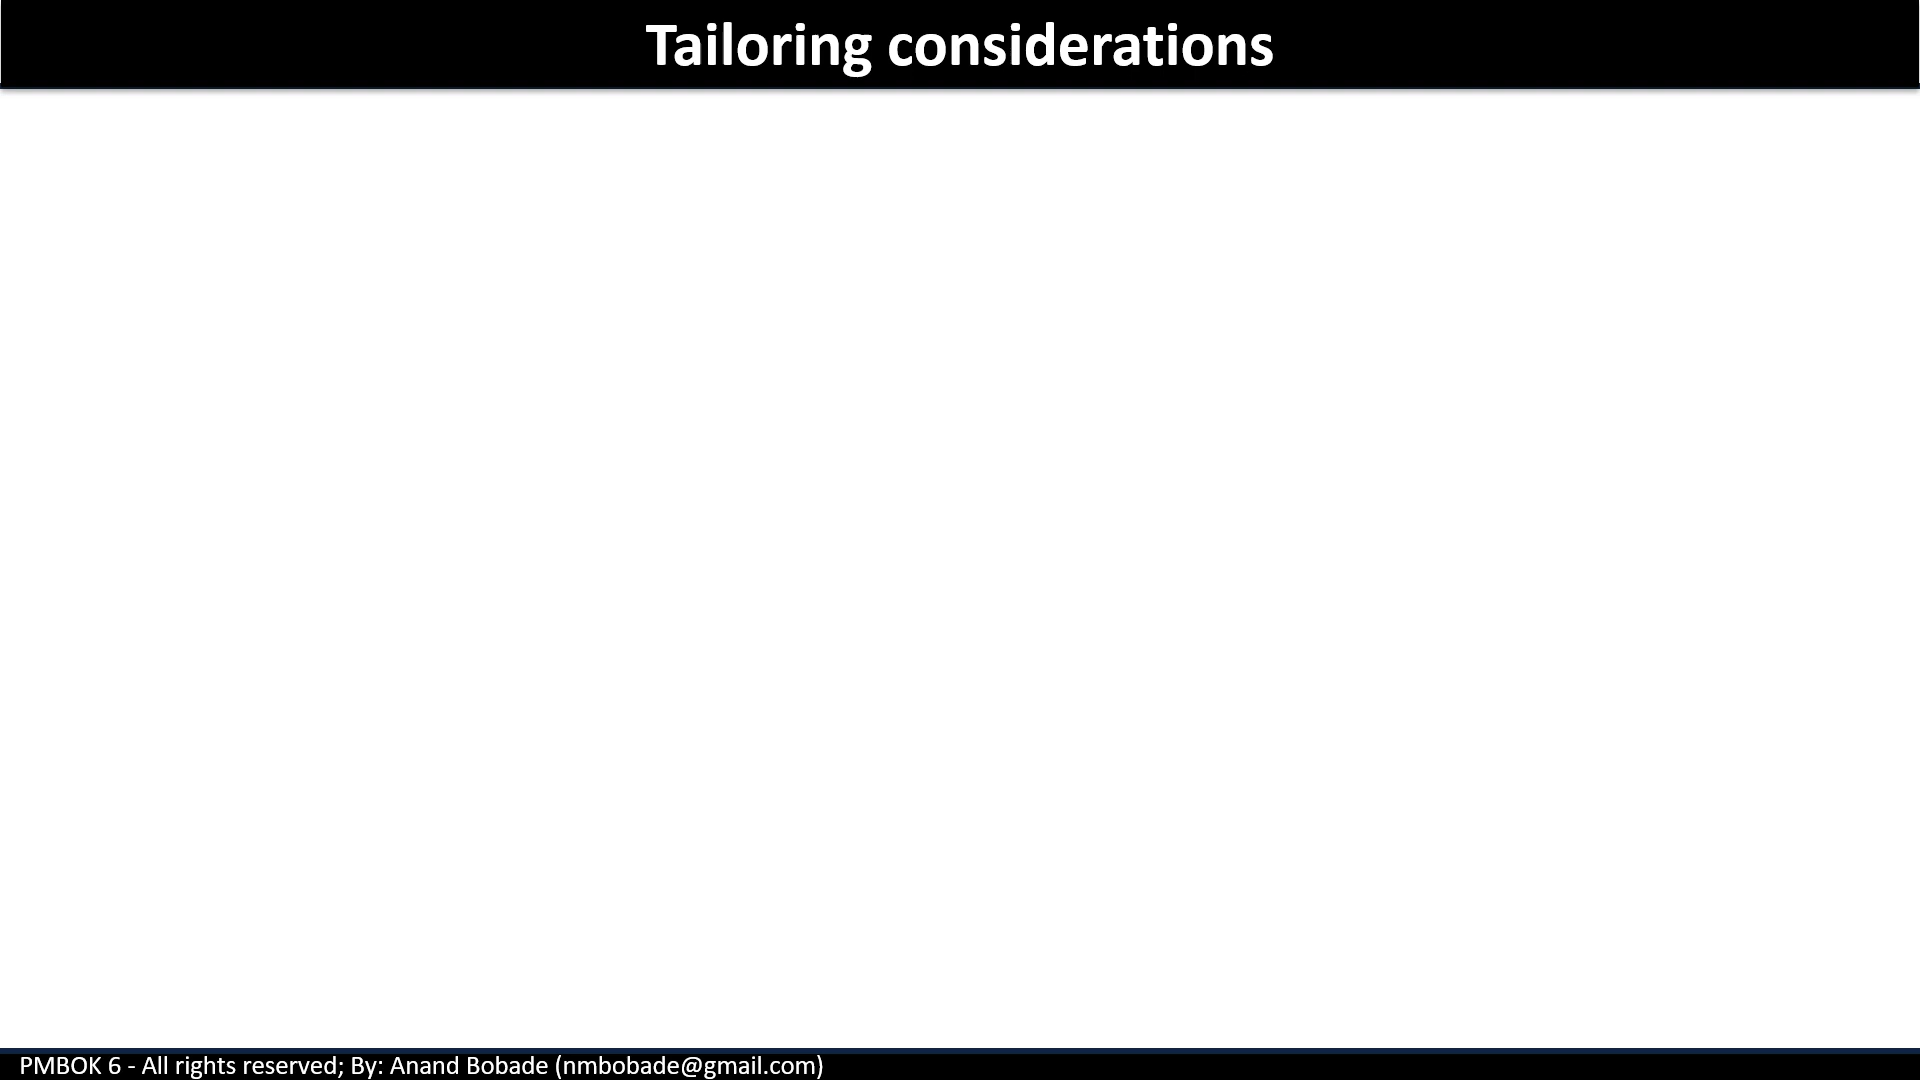 Tailoring considerations
PMBOK 6 - All rights reserved; By: Anand Bobade (nmbobade@gmail.com)